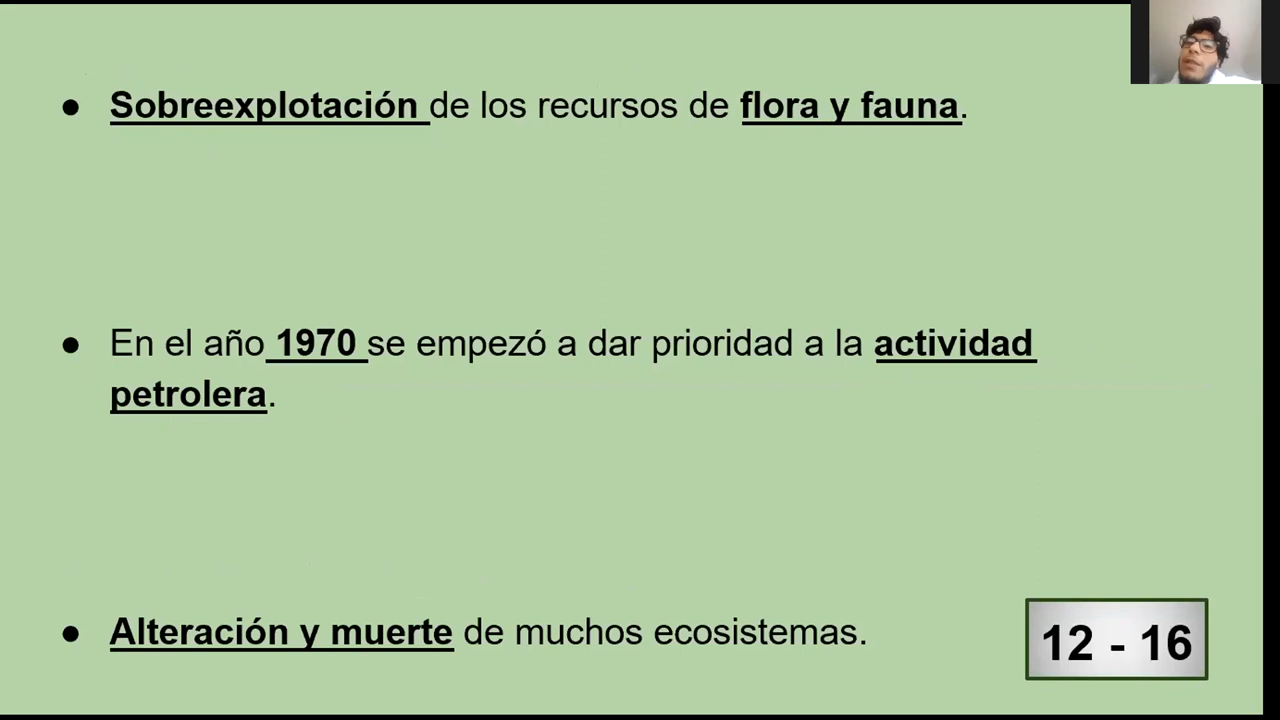 ● Sobreexplotación de los recursos de flora y fauna.
● En el año 1970 se empezó a dar prioridad a la actividad
petrolera.
● Alteración y muerte de muchos ecosistemas.
12 - 16